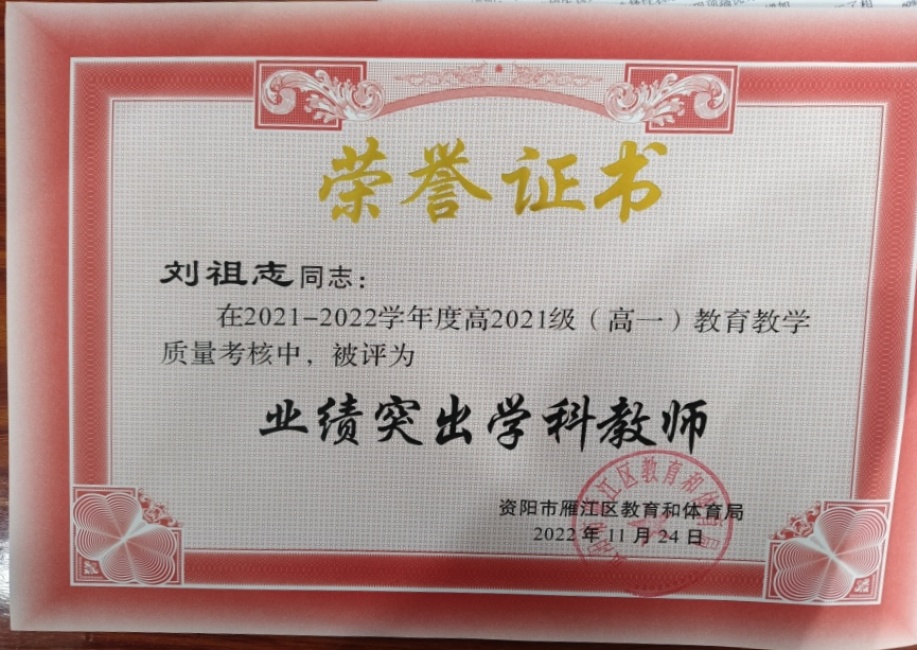 荣誉证书
刘祖志同志：
在2021-2022学年度高2021级（高一）教育教学
质量考核中，被评为
业绩突出学科教师
资阳市雁江区教育和体育局
2022年11月24日